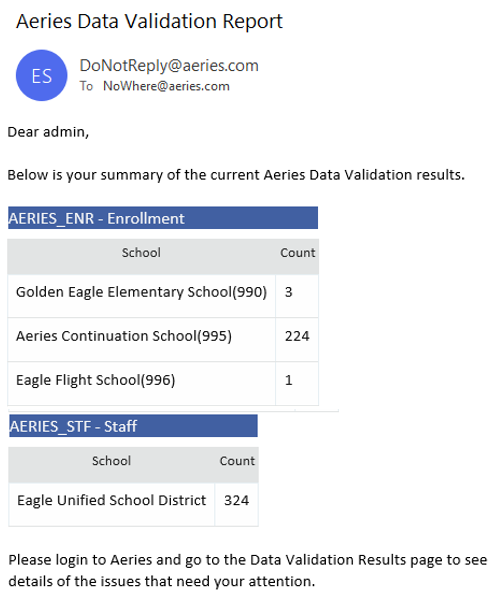 Aeries Data Validation Report
ES
DoNotReply@aeries.com
To NoWhere@aeries.com
Dear admin,
Below is your summary of the current Aeries Data Validation results.
AERIES_ENR - Enrollment
School Count
Golden Eagle Elementary School(990) 3
Aeries Continuation School(995) 224
Eagle Flight School(996) 1
AERIES_STF - Staff
School Count
Eagle Unified School District 324
Please login to Aeries and go to the Data Validation Results page to see
details of the issues that need your attention.